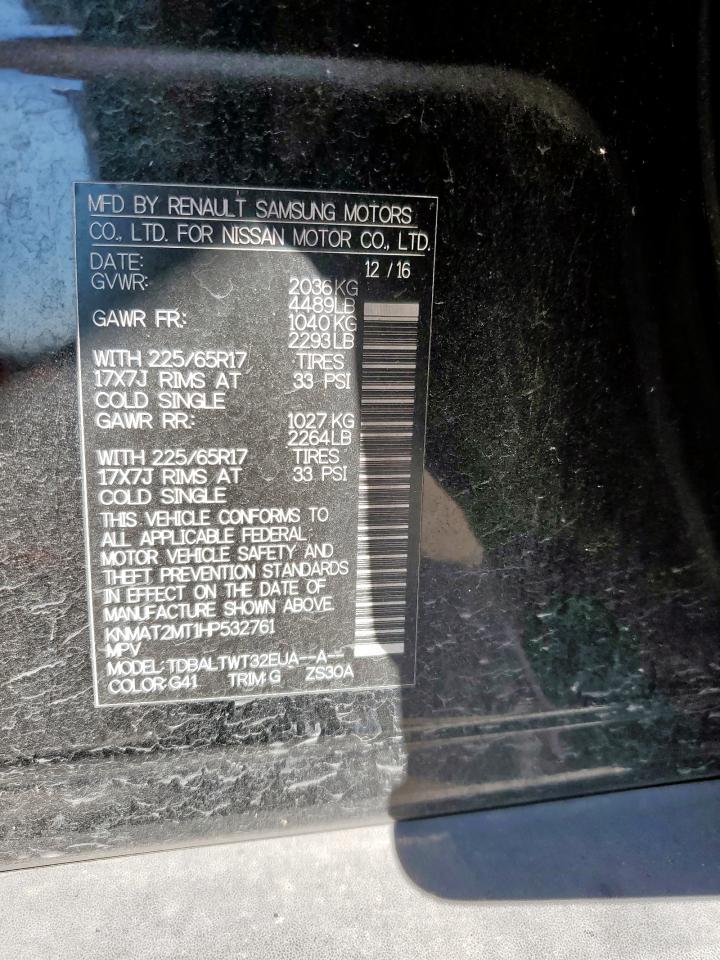 MFD BY RENAULT SAMSUNG MOTORS
CO., LTD. FOR NISSAN MOTOR CO., LTD.
DATE: 12 / 16
GVWR: 2036 KG
4489LB
GAWR FR: 1040 KG
2293 LB
WITH 225/65R17 TIRES
17X7J RIMS AT 33 PSI
COLD SINGLE
GAWR RR: 1027 KG
2264LB
WITH 225/65R17 TIRES
17X7J RIMS AT 33 PSI
COLD SINGLE
THIS VEHICLE CONFORMS TO
ALL APPLICABLE FEDERAL
MOTOR VEHICLE SAFETY AND
THEFT PREVENTION STANDARDS
IN EFFECT ON THE DATE OF
MANUFACTURE SHOWN ABOVE.
KNMAT2MT1HP532761
MPV
MODEL: TDBALTWT32EUA--A--
COLOR: G41 TRIM: G ZS30A